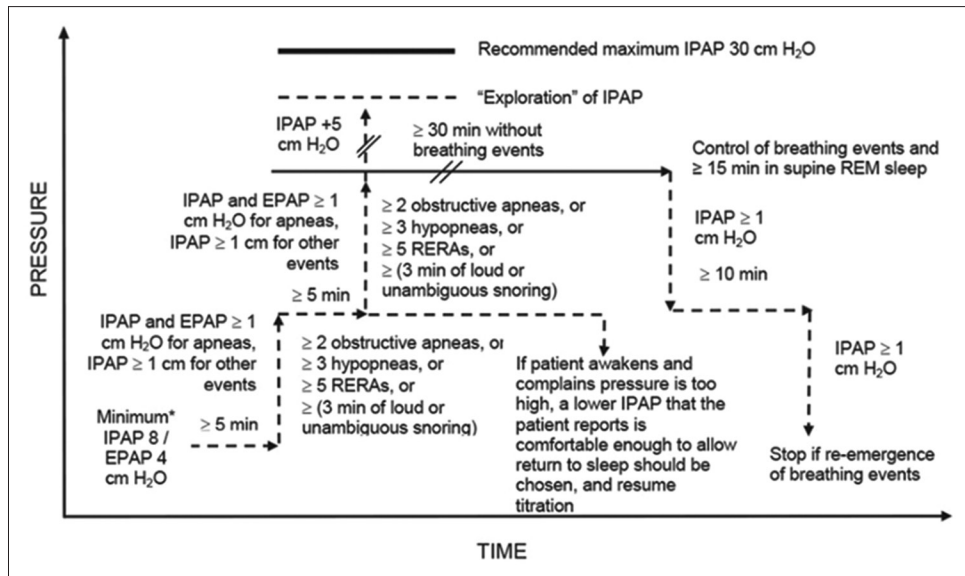 Recommended maximum IPAP 30 cm H₂O
"Exploration" of IPAP
IPAP +5
cm H₂O
≥ 30 min without
breathing events
Control of breathing events and
≥ 15 min in supine REM sleep
IPAP and EPAP ≥ 1
cm H₂O for apneas,
IPAP ≥ 1 cm for other
events
≥ 2 obstructive apneas, or
≥ 3 hypopneas, or
≥ 5 RERAs, or
≥ (3 min of loud or
unambiguous snoring)
IPAP ≥ 1
cm H₂O
≥ 10 min
≥ 5 min
IPAP and EPAP ≥ 1
cm H₂O for apneas,
IPAP ≥ 1 cm for other
events
≥ 2 obstructive apneas, or
≥ 3 hypopneas, or
≥ 5 RERAs, or
≥ (3 min of loud or
unambiguous snoring)
If patient awakens and
complains pressure is too
high, a lower IPAP that the
patient reports is
comfortable enough to allow
return to sleep should be
chosen, and resume
titration
IPAP ≥ 1
cm H₂O
Minimum*
IPAP 8 /
EPAP 4
cm H₂O
≥ 5 min
Stop if re-emergence
of breathing events
PRESSURE
TIME